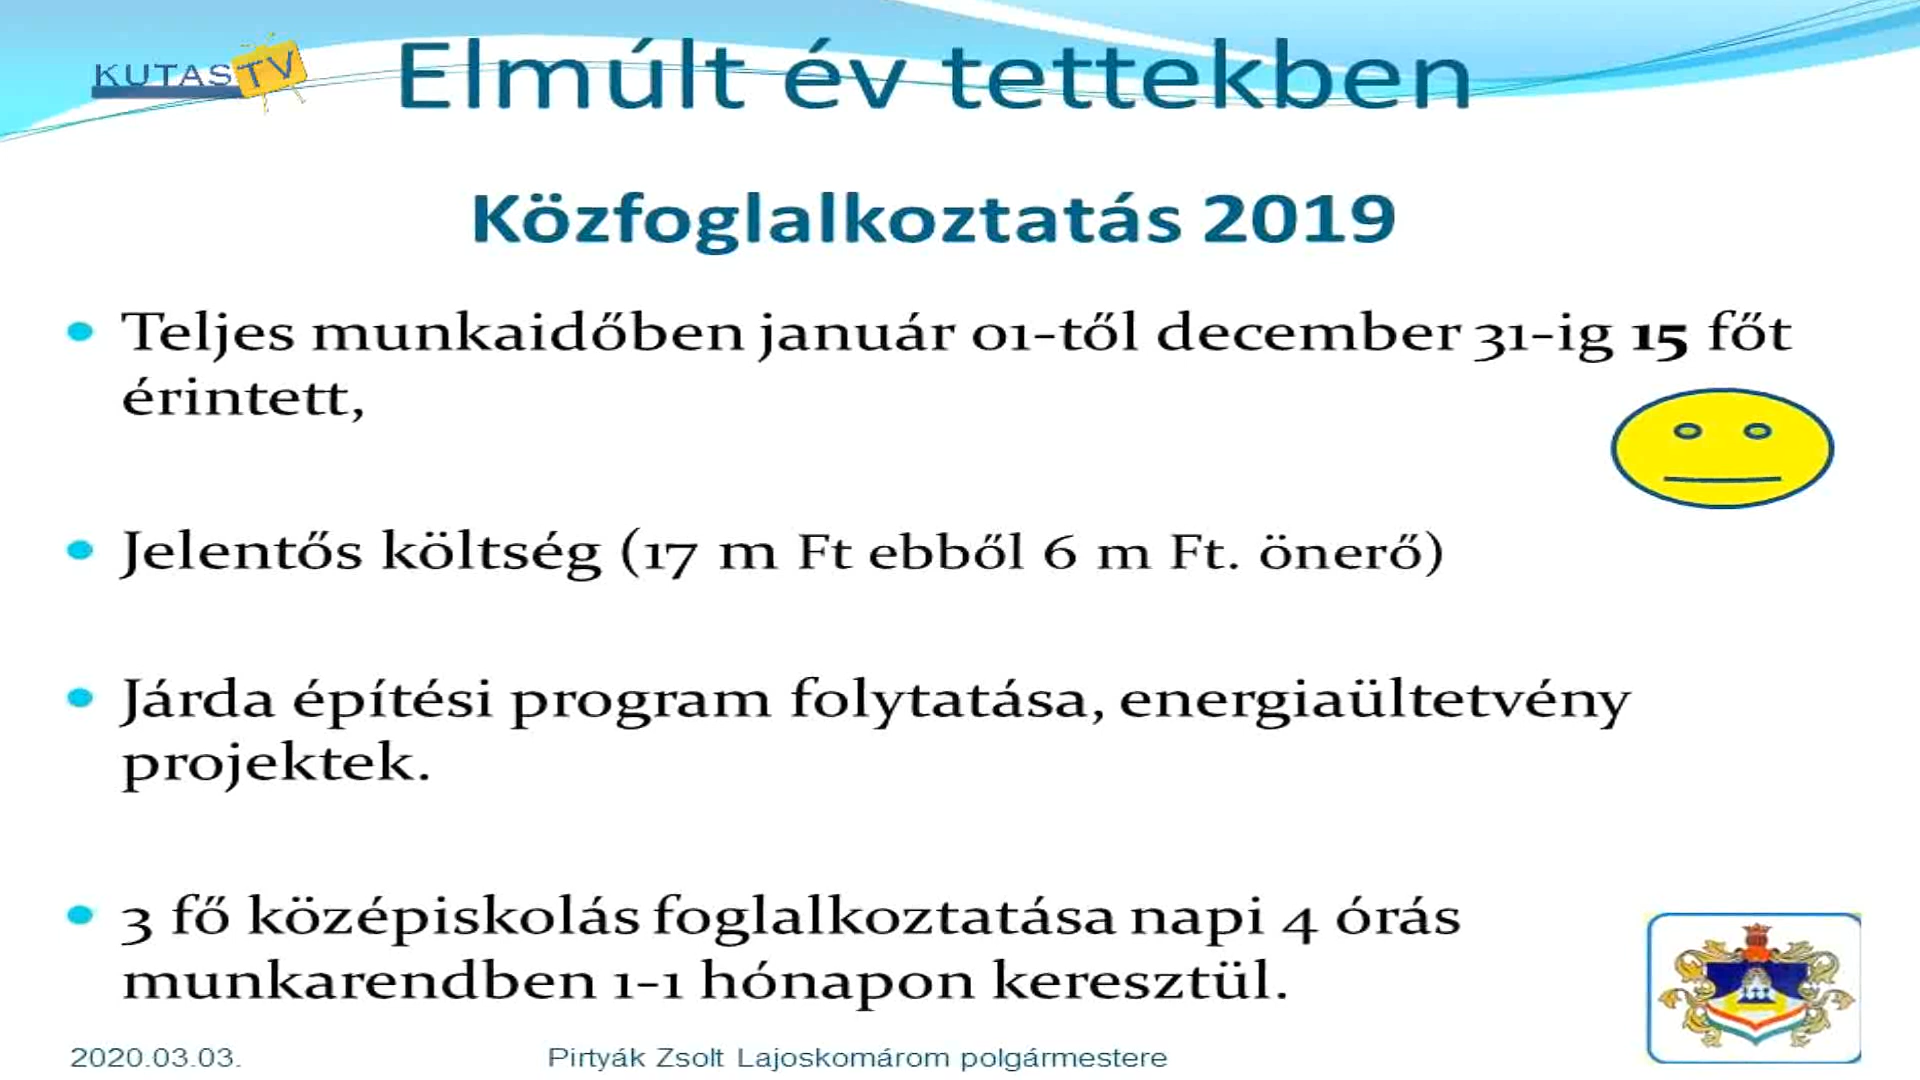 KUTAS TV
Elmúlt év tettekben
Közfoglalkoztatás 2019
• Teljes munkaidőben január 01-től december 31-ig 15 főt
érintett,
• Jelentős költség (17 m Ft ebből 6 m Ft. önerő)
• Járda építési program folytatása, energiaültetvény
projektek.
• 3 fő középiskolás foglalkoztatása napi 4 órás
munkarendben 1-1 hónapon keresztül.
2020.03.03.
Pirtyák Zsolt Lajoskomárom polgármestere